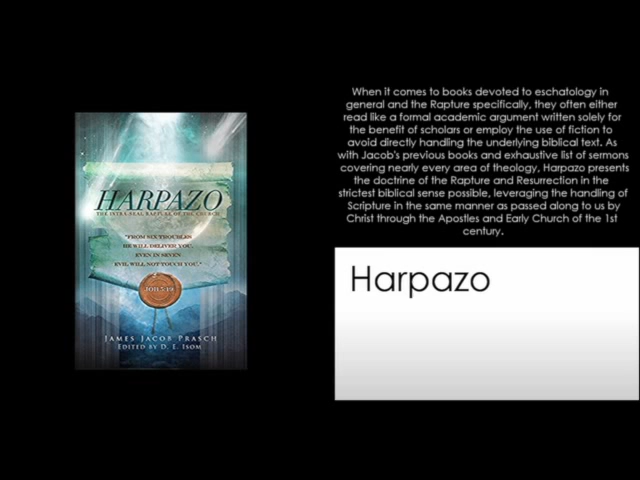 HARPAZO
THE INTRA-SEAL RAPTURE OF THE CHURCH
"FROM SIX TROUBLES
HE WILL DELIVER YOU,
EVEN IN SEVEN
EVIL WILL NOT TOUCH YOU."
JOB 5:19
JAMES JACOB PRASCH
EDITED BY D. E. ISOM
When it comes to books devoted to eschatology in
general and the Rapture specifically, they often either
read like a formal academic argument written solely for
the benefit of scholars or employ the use of fiction to
avoid directly handling the underlying biblical text. As
with Jacob's previous books and exhaustive list of sermons
covering nearly every area of theology, Harpazo presents
the doctrine of the Rapture and Resurrection in the
strictest biblical sense possible, leveraging the handling of
Scripture in the same manner as passed along to us by
Christ through the Apostles and Early Church of the 1st
century.
Harpazo